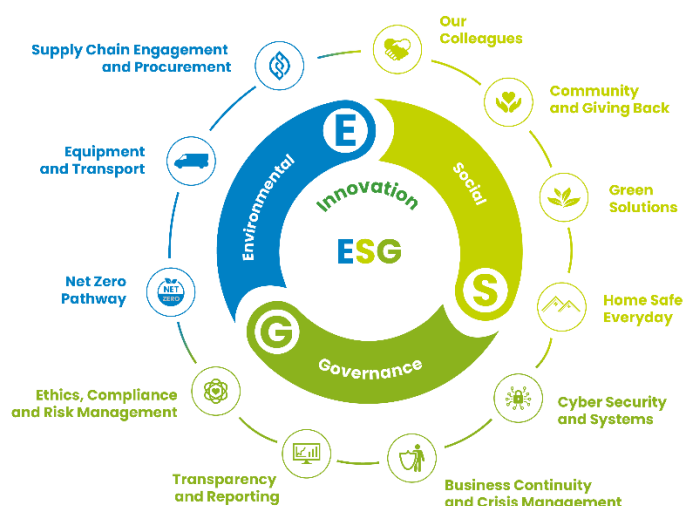 Our
Colleagues
Supply Chain Engagement
and Procurement
Community
and Giving Back
Equipment
and Transport
Green
Solutions
Net Zero
Pathway
NET
ZERO
Home Safe
Everyday
Ethics, Compliance
and Risk Management
Cyber Security
and Systems
Transparency
and Reporting
Business Continuity
and Crisis Management
E
Environmental
Social
S
Governance
G
Innovation
ESG